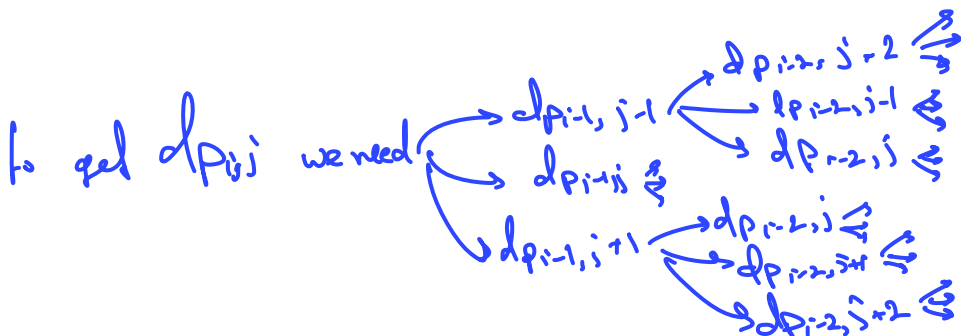 to get dp i,j we need
dp i-1, j-1
dp i-1, j
dp i-1, j+1
dp i-2, j-2
dp i-2, j-1
dp i-2, j
dp i-2, j
dp i-2, j+1
dp i-2, j+2